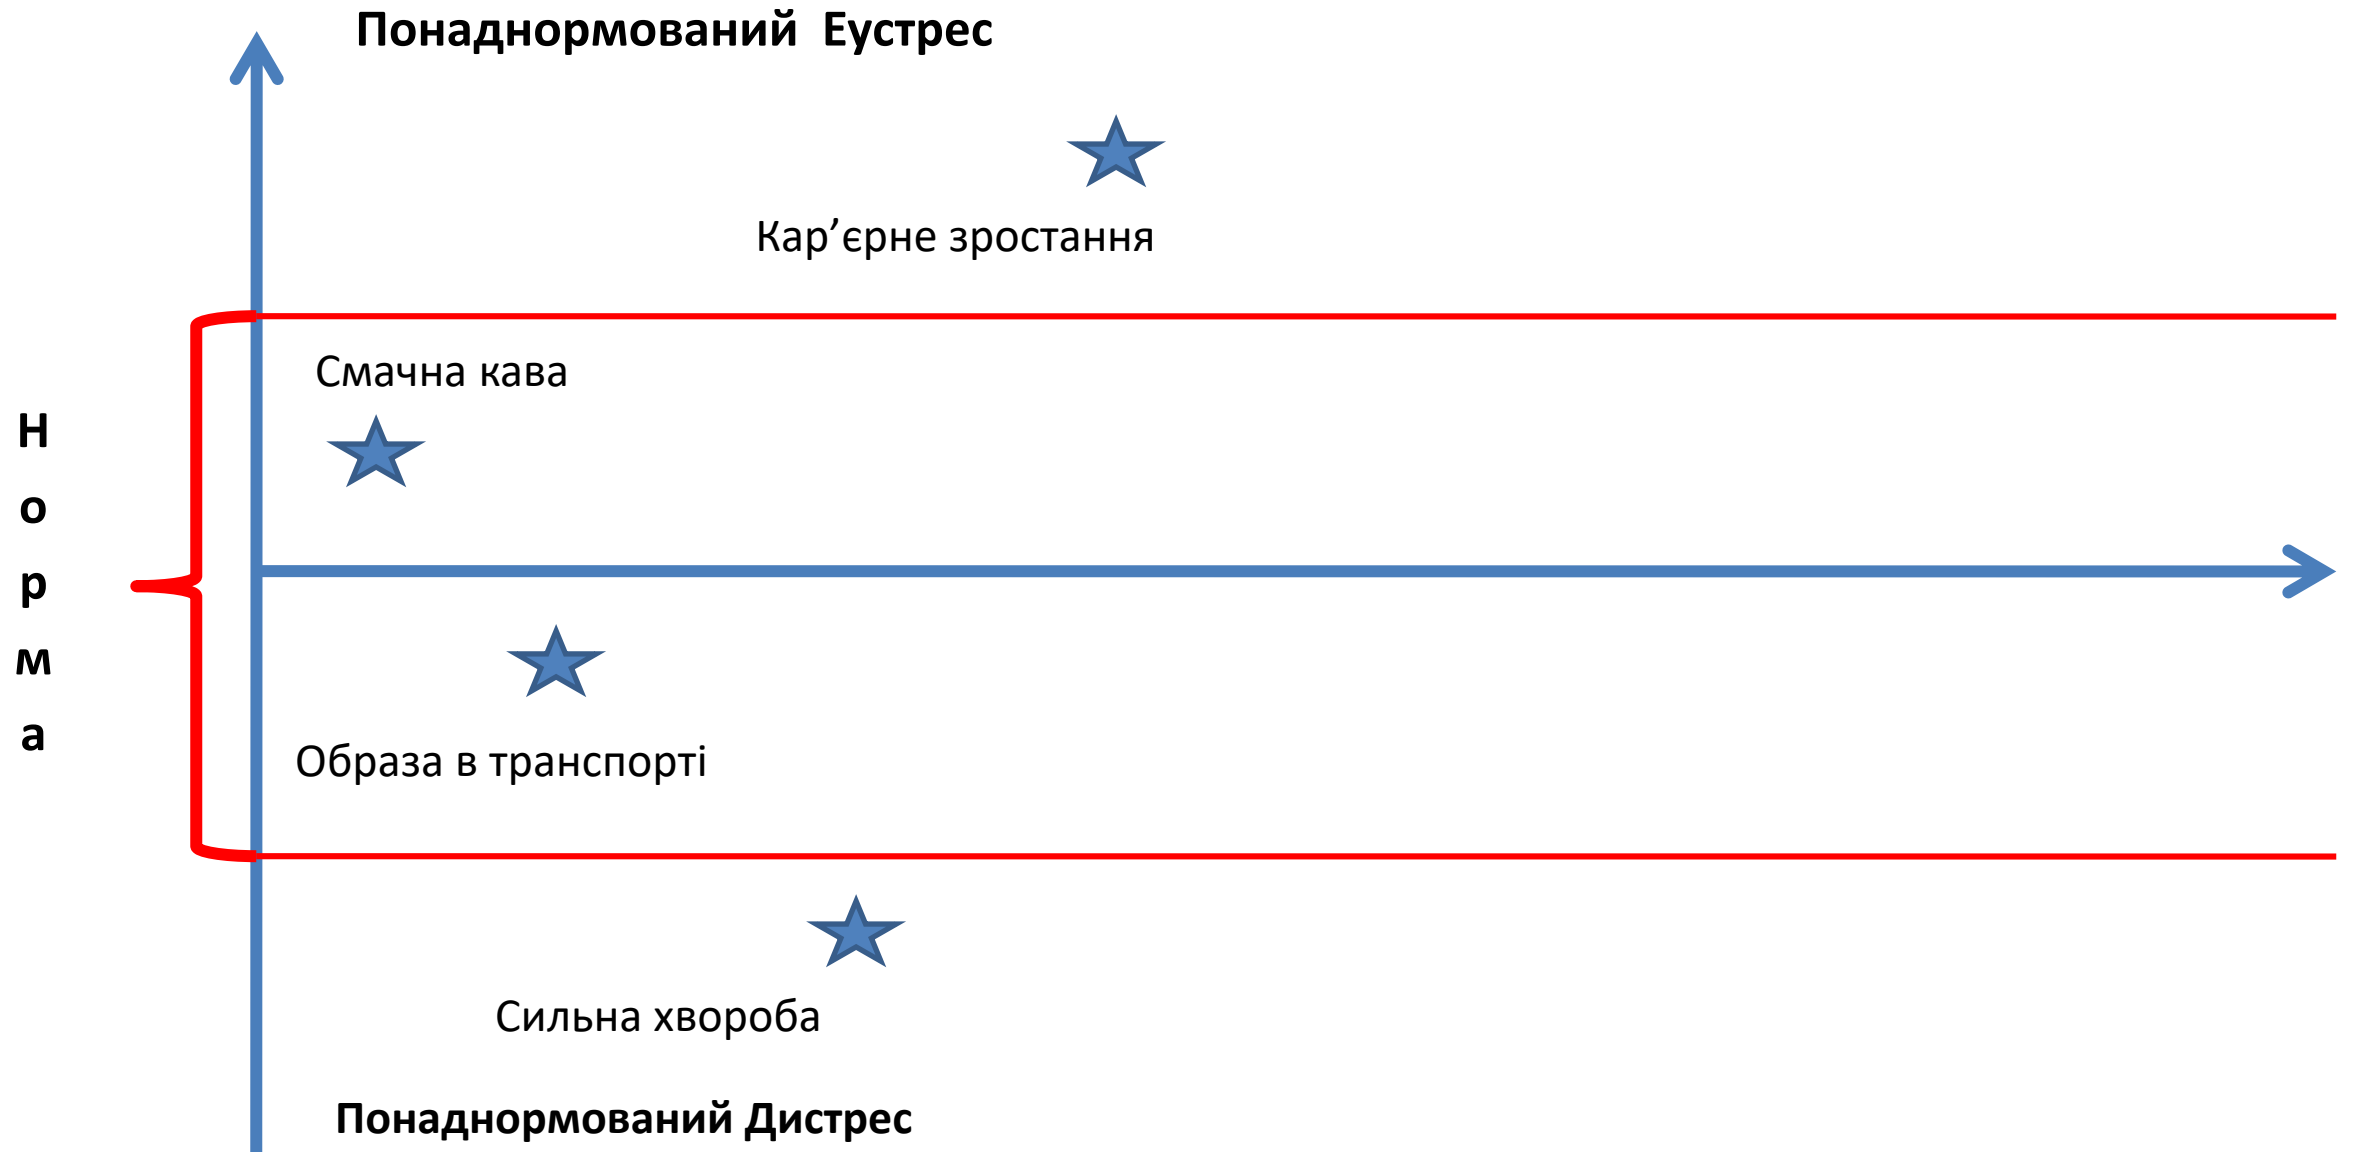 Понаднормований Еустрес
Кар’єрне зростання
Смачна кава
Н
о
р
м
а
Образа в транспорті
Сильна хвороба
Понаднормований Дистрес